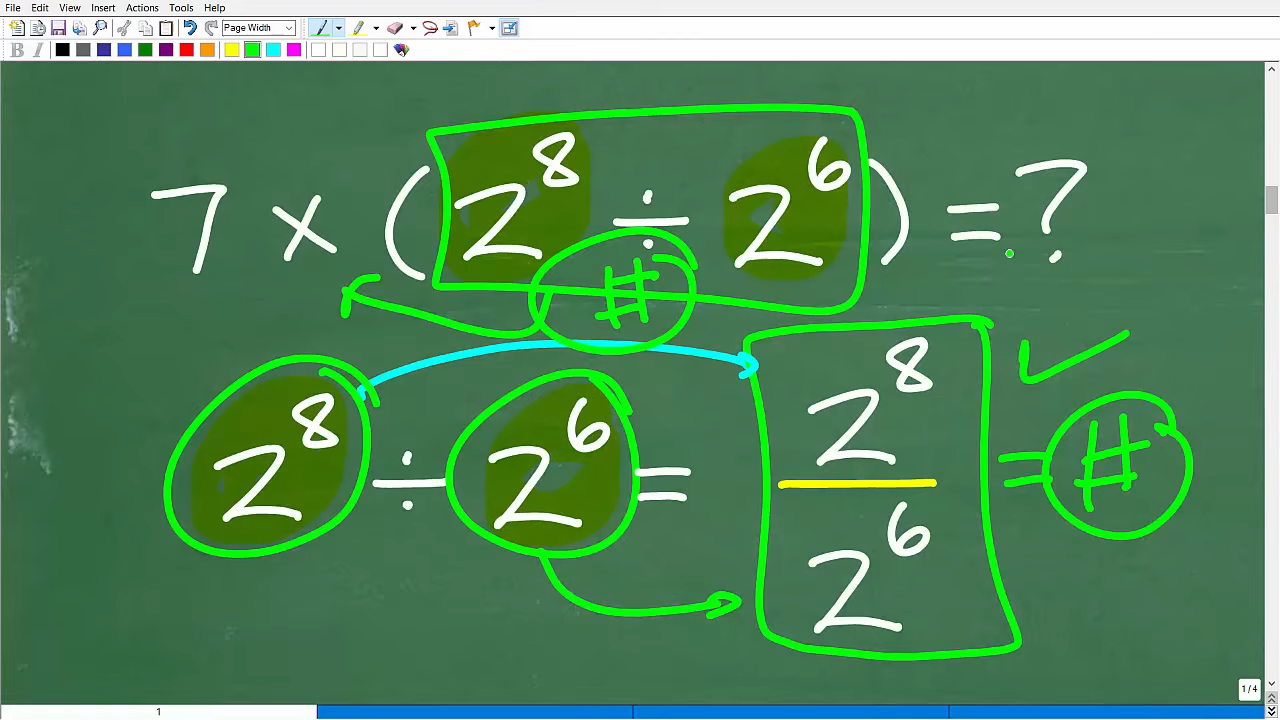 File Edit View Insert Actions Tools Help
Page Width
B I
7 × (2⁸ ÷ 2⁶) = ?
#
2⁸ ÷ 2⁶ = 2⁸/2⁶ = #
1/4
1